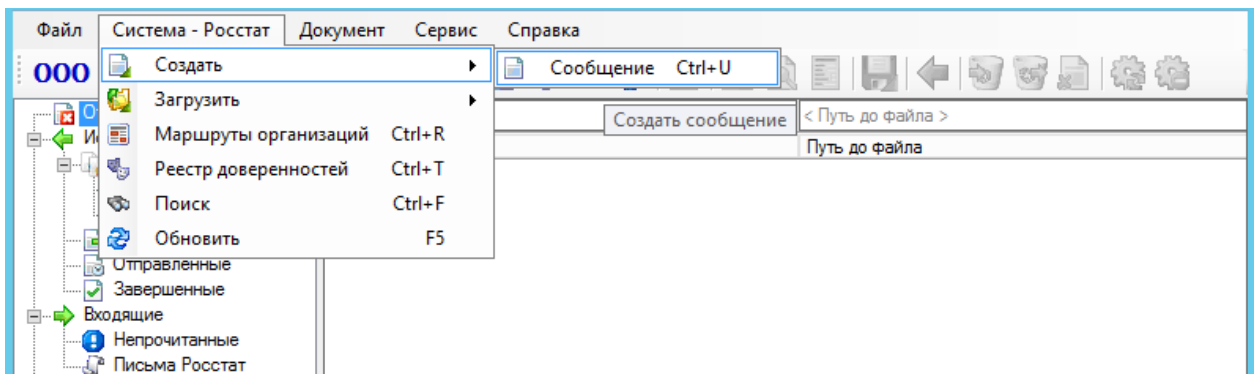 Файл Система - Росстат Документ Сервис Справка
ООО Создать Сообщение Ctrl+U
Загрузить Создать сообщение < Путь до файла >
Маршруты организаций Ctrl+R Путь до файла
Реестр доверенностей Ctrl+T
Поиск Ctrl+F
Обновить F5
Отправленные
Завершенные
Входящие
Непрочитанные
Письма Росстат